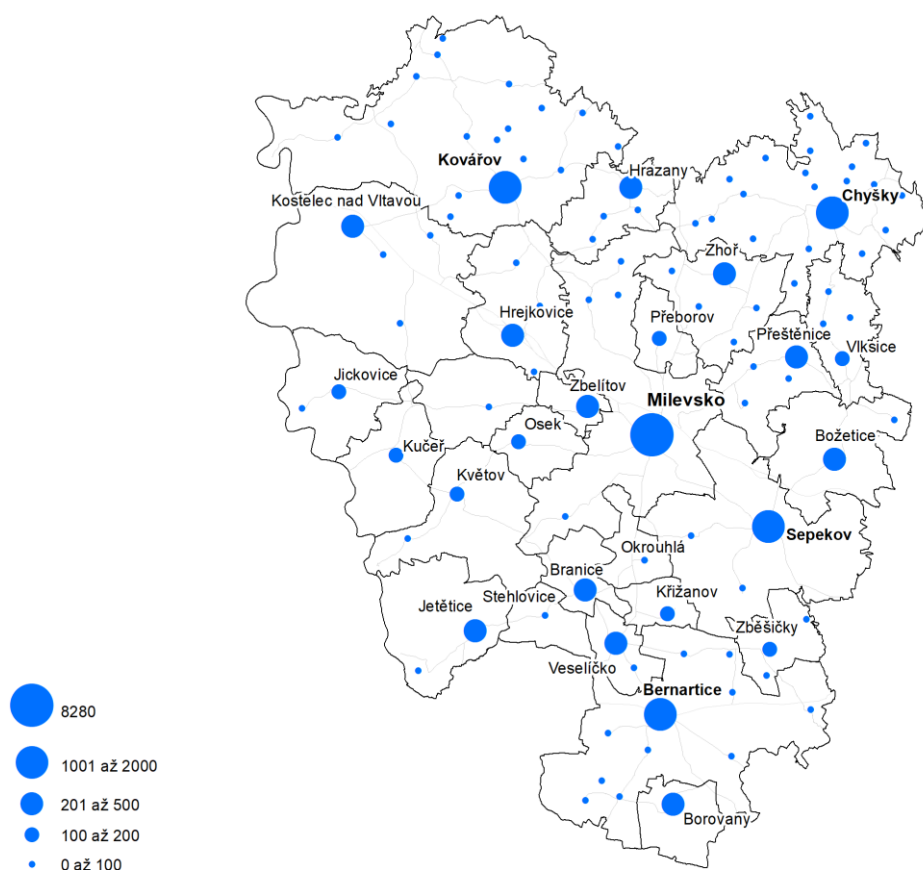 Kovářov
Hrazany
Chyšky
Kostelec nad Vltavou
Zhoř
Hrejkovice
Přeborov
Přeštěnice
Vlksice
Jickovice
Zbelítov
Milevsko
Osek
Božetice
Kučeř
Květov
Sepekov
Okrouhlá
Branice
Stehlovice
Křižanov
Jetětice
Zběšičky
Veselíčko
Bernartice
8280
1001 až 2000
201 až 500
Borovany
100 až 200
0 až 100